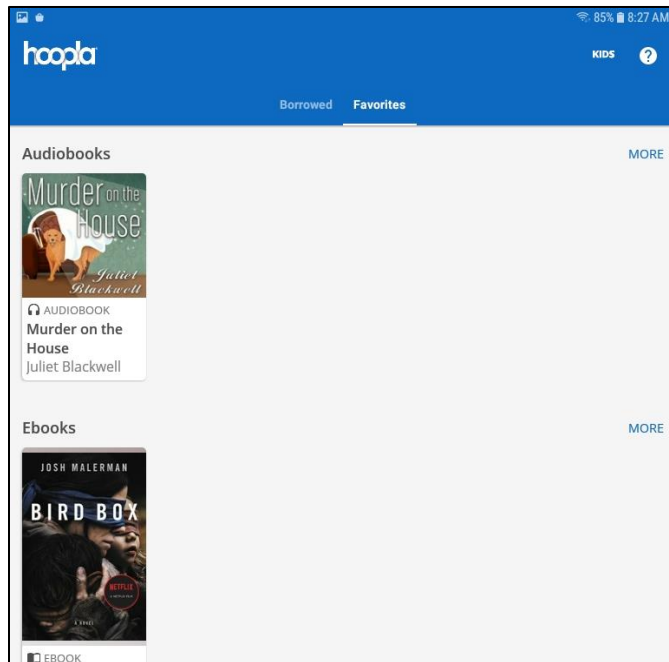 85% 8:27 AM
hoopla
KIDS ?
Borrowed Favorites
Audiobooks MORE
Murder on the
House
Juliet
Blackwell
AUDIOBOOK
Murder on the
House
Juliet Blackwell
Ebooks MORE
JOSH MALERMAN
BIRD BOX
NETFLIX
A NOVEL
EBOOK